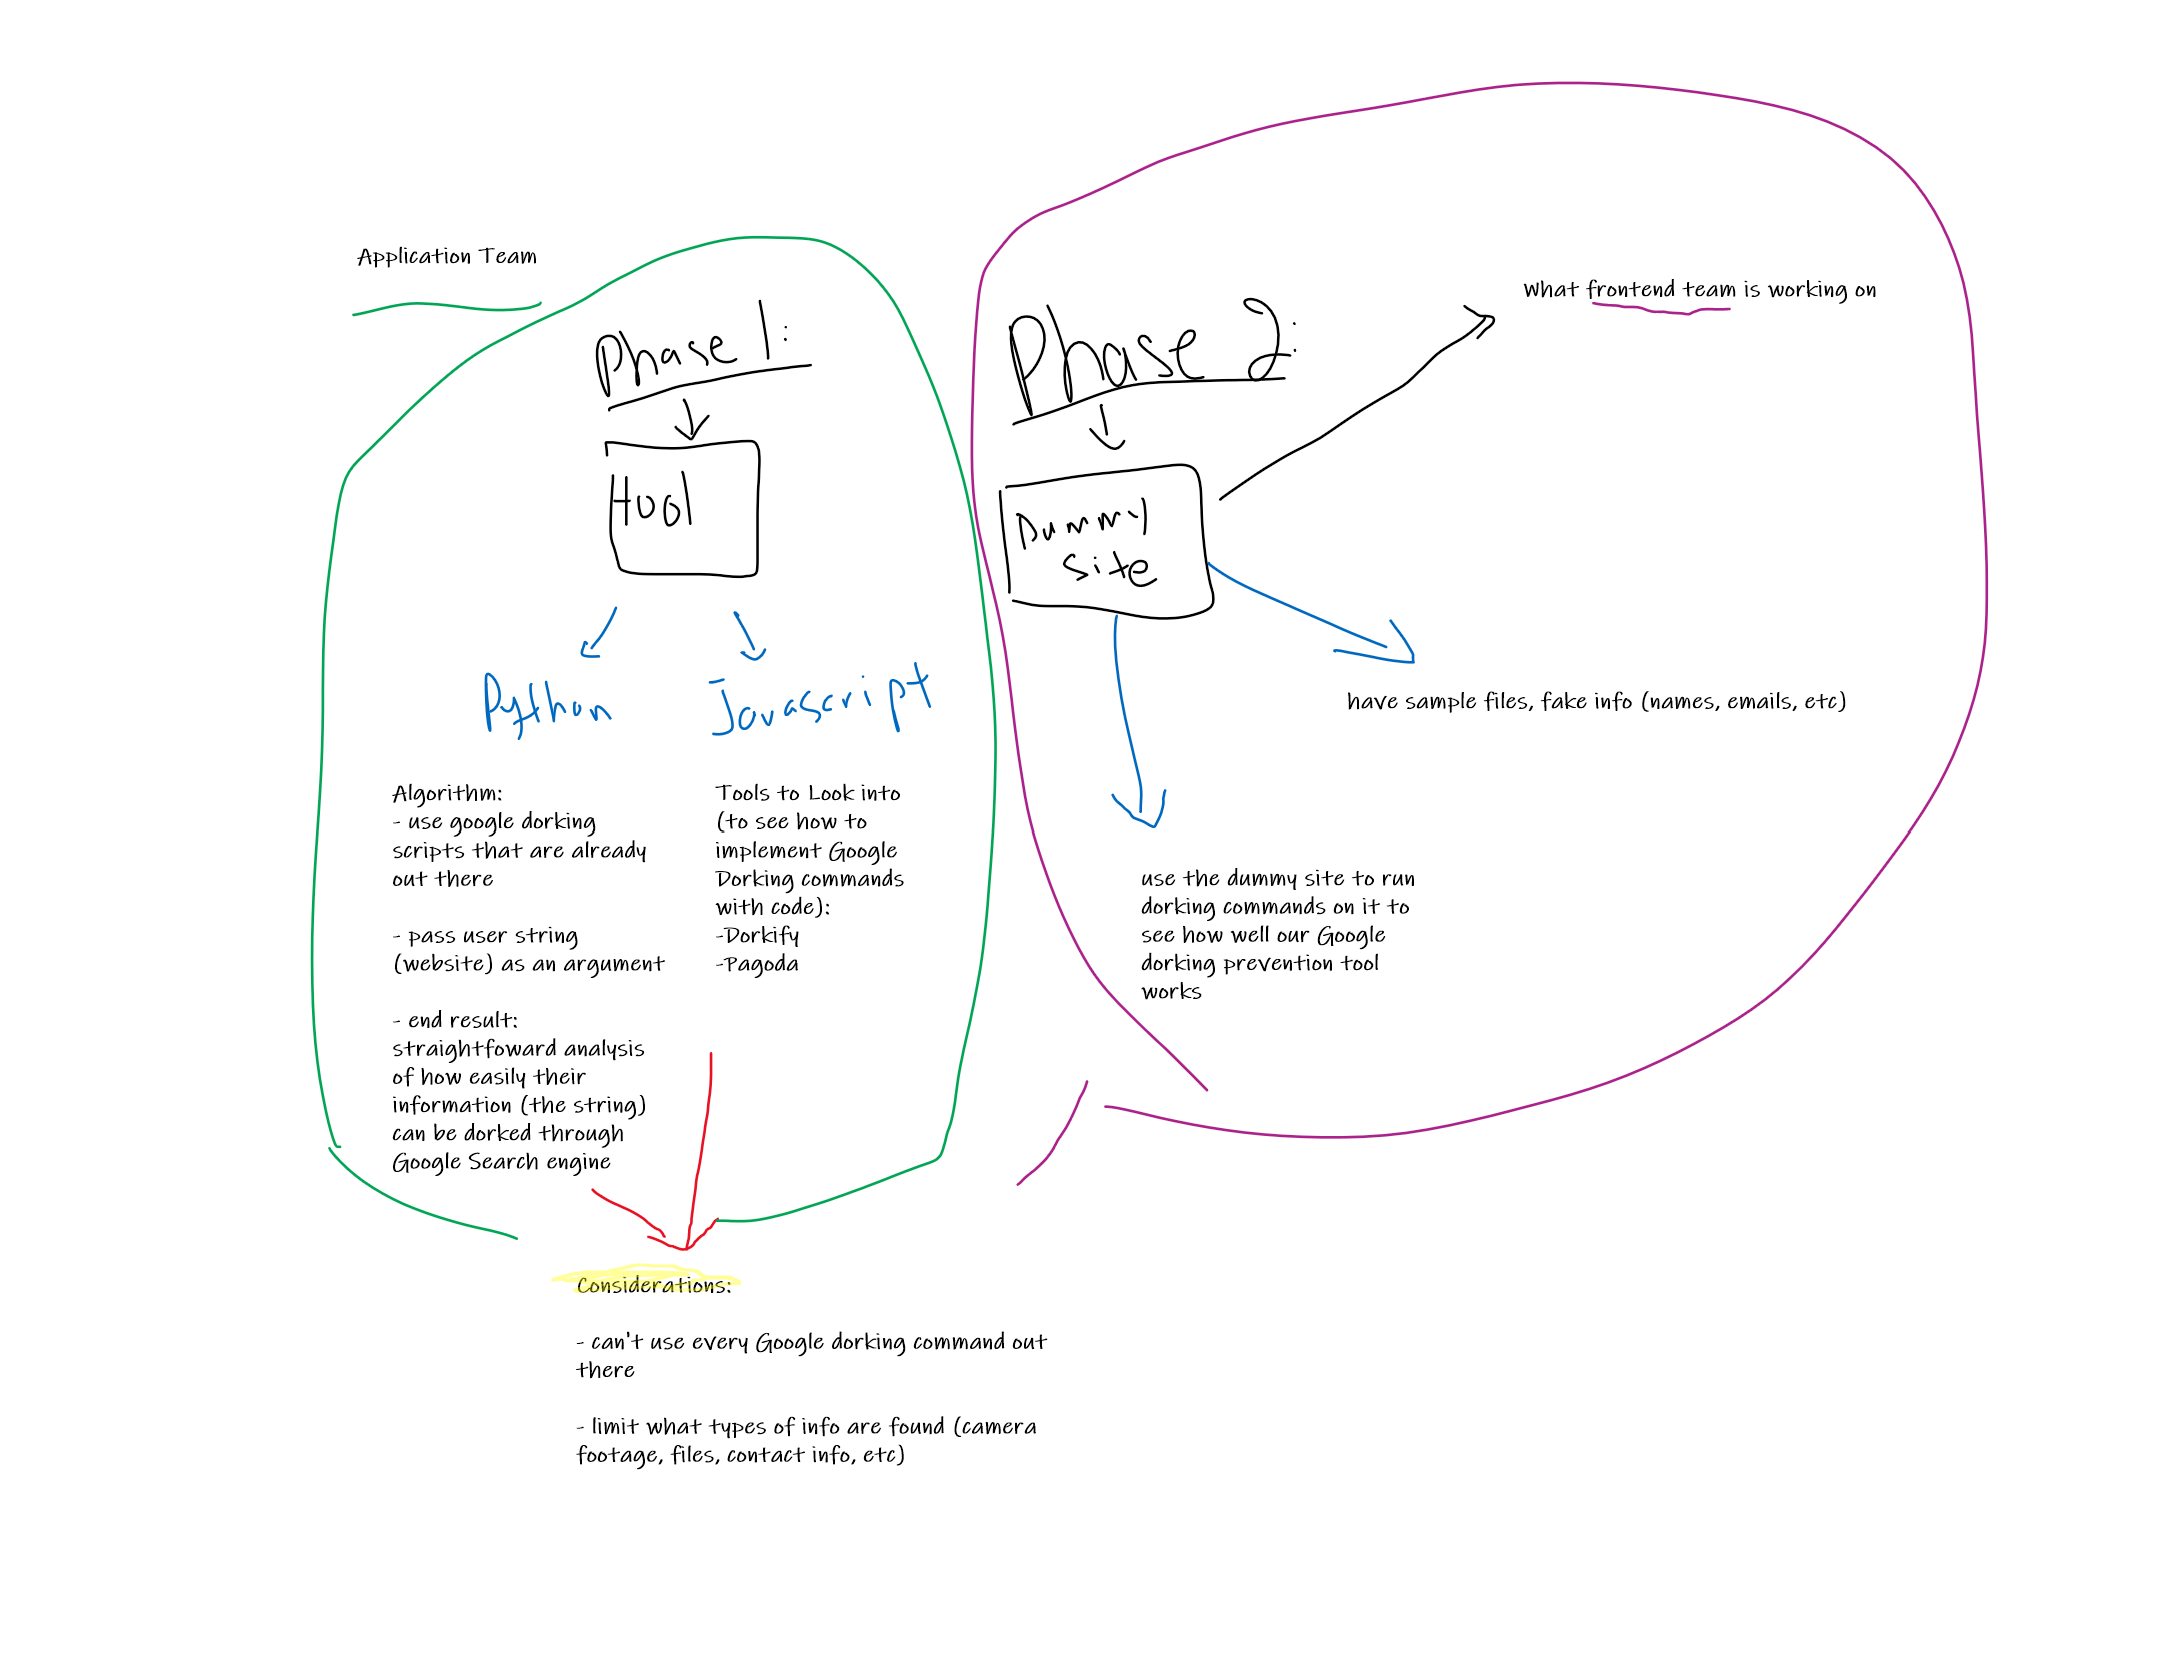 Application Team
Phase 1:
Tool
Python
Javascript
Algorithm:
- use google dorking
scripts that are already
out there
- pass user string
(website) as an argument
- end result:
straightfoward analysis
of how easily their
information (the string)
can be dorked through
Google Search engine
Tools to Look into
(to see how to
implement Google
Dorking commands
with code):
-Dorkify
-Pagoda
Considerations:
- can't use every Google dorking command out
there
- limit what types of info are found (camera
footage, files, contact info, etc)
Phase 2:
Dummy
Site
what frontend team is working on
have sample files, fake info (names, emails, etc)
use the dummy site to run
dorking commands on it to
see how well our Google
dorking prevention tool
works